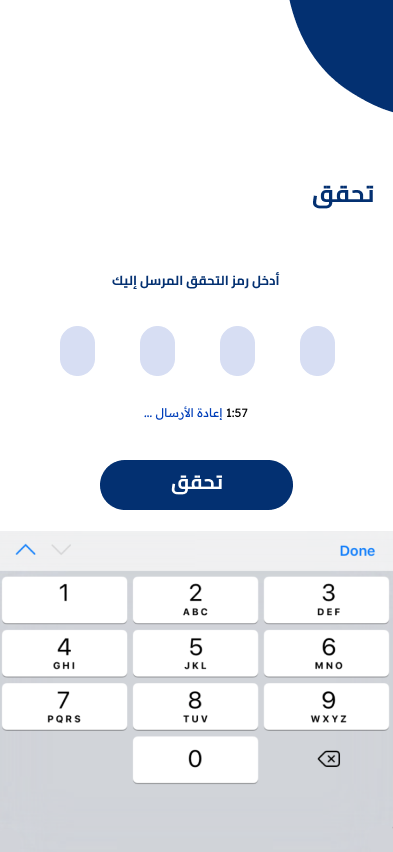 تحقق
أدخل رمز التحقق المرسل إليك
1:57 إعادة الأرسال ...
تحقق
Done
1
2
ABC
3
DEF
4
GHI
5
JKL
6
MNO
7
PQRS
8
TUV
9
WXYZ
0